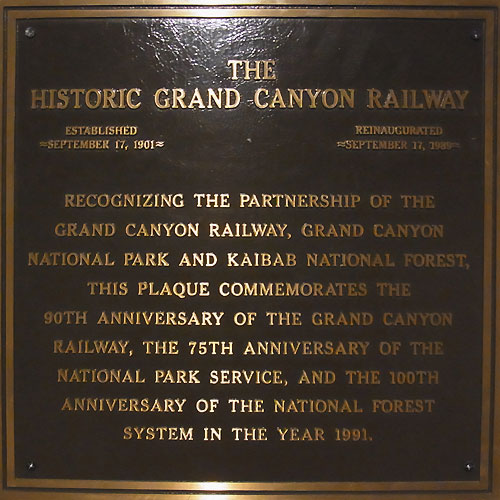 THE
HISTORIC GRAND CANYON RAILWAY
ESTABLISHED
≈SEPTEMBER 17, 1901≈
REINAUGURATED
≈SEPTEMBER 17, 1989≈
RECOGNIZING THE PARTNERSHIP OF THE
GRAND CANYON RAILWAY, GRAND CANYON
NATIONAL PARK AND KAIBAB NATIONAL FOREST,
THIS PLAQUE COMMEMORATES THE
90TH ANNIVERSARY OF THE GRAND CANYON
RAILWAY, THE 75TH ANNIVERSARY OF THE
NATIONAL PARK SERVICE, AND THE 100TH
ANNIVERSARY OF THE NATIONAL FOREST
SYSTEM IN THE YEAR 1991.